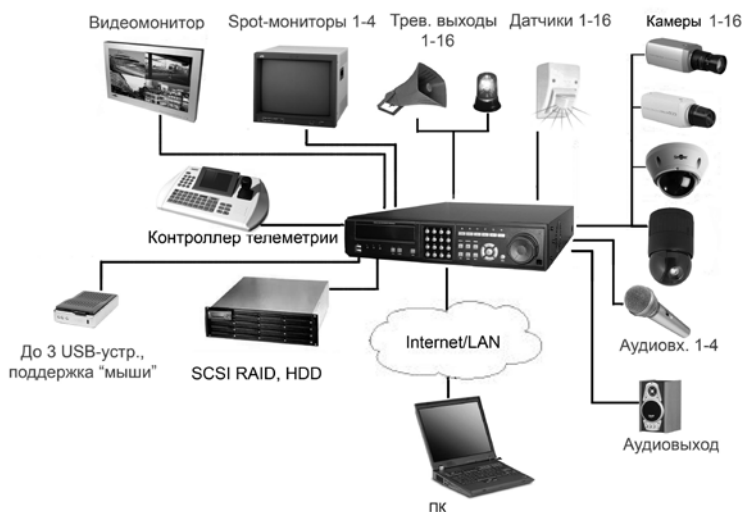 Видеомонитор
Spot-мониторы 1-4
Трев. выходы
1-16
Датчики 1-16
Камеры 1-16
Контроллер телеметрии
До 3 USB-устр.,
поддержка "мыши"
SCSI RAID, HDD
Internet/LAN
Аудиовх. 1-4
Аудиовыход
ПК